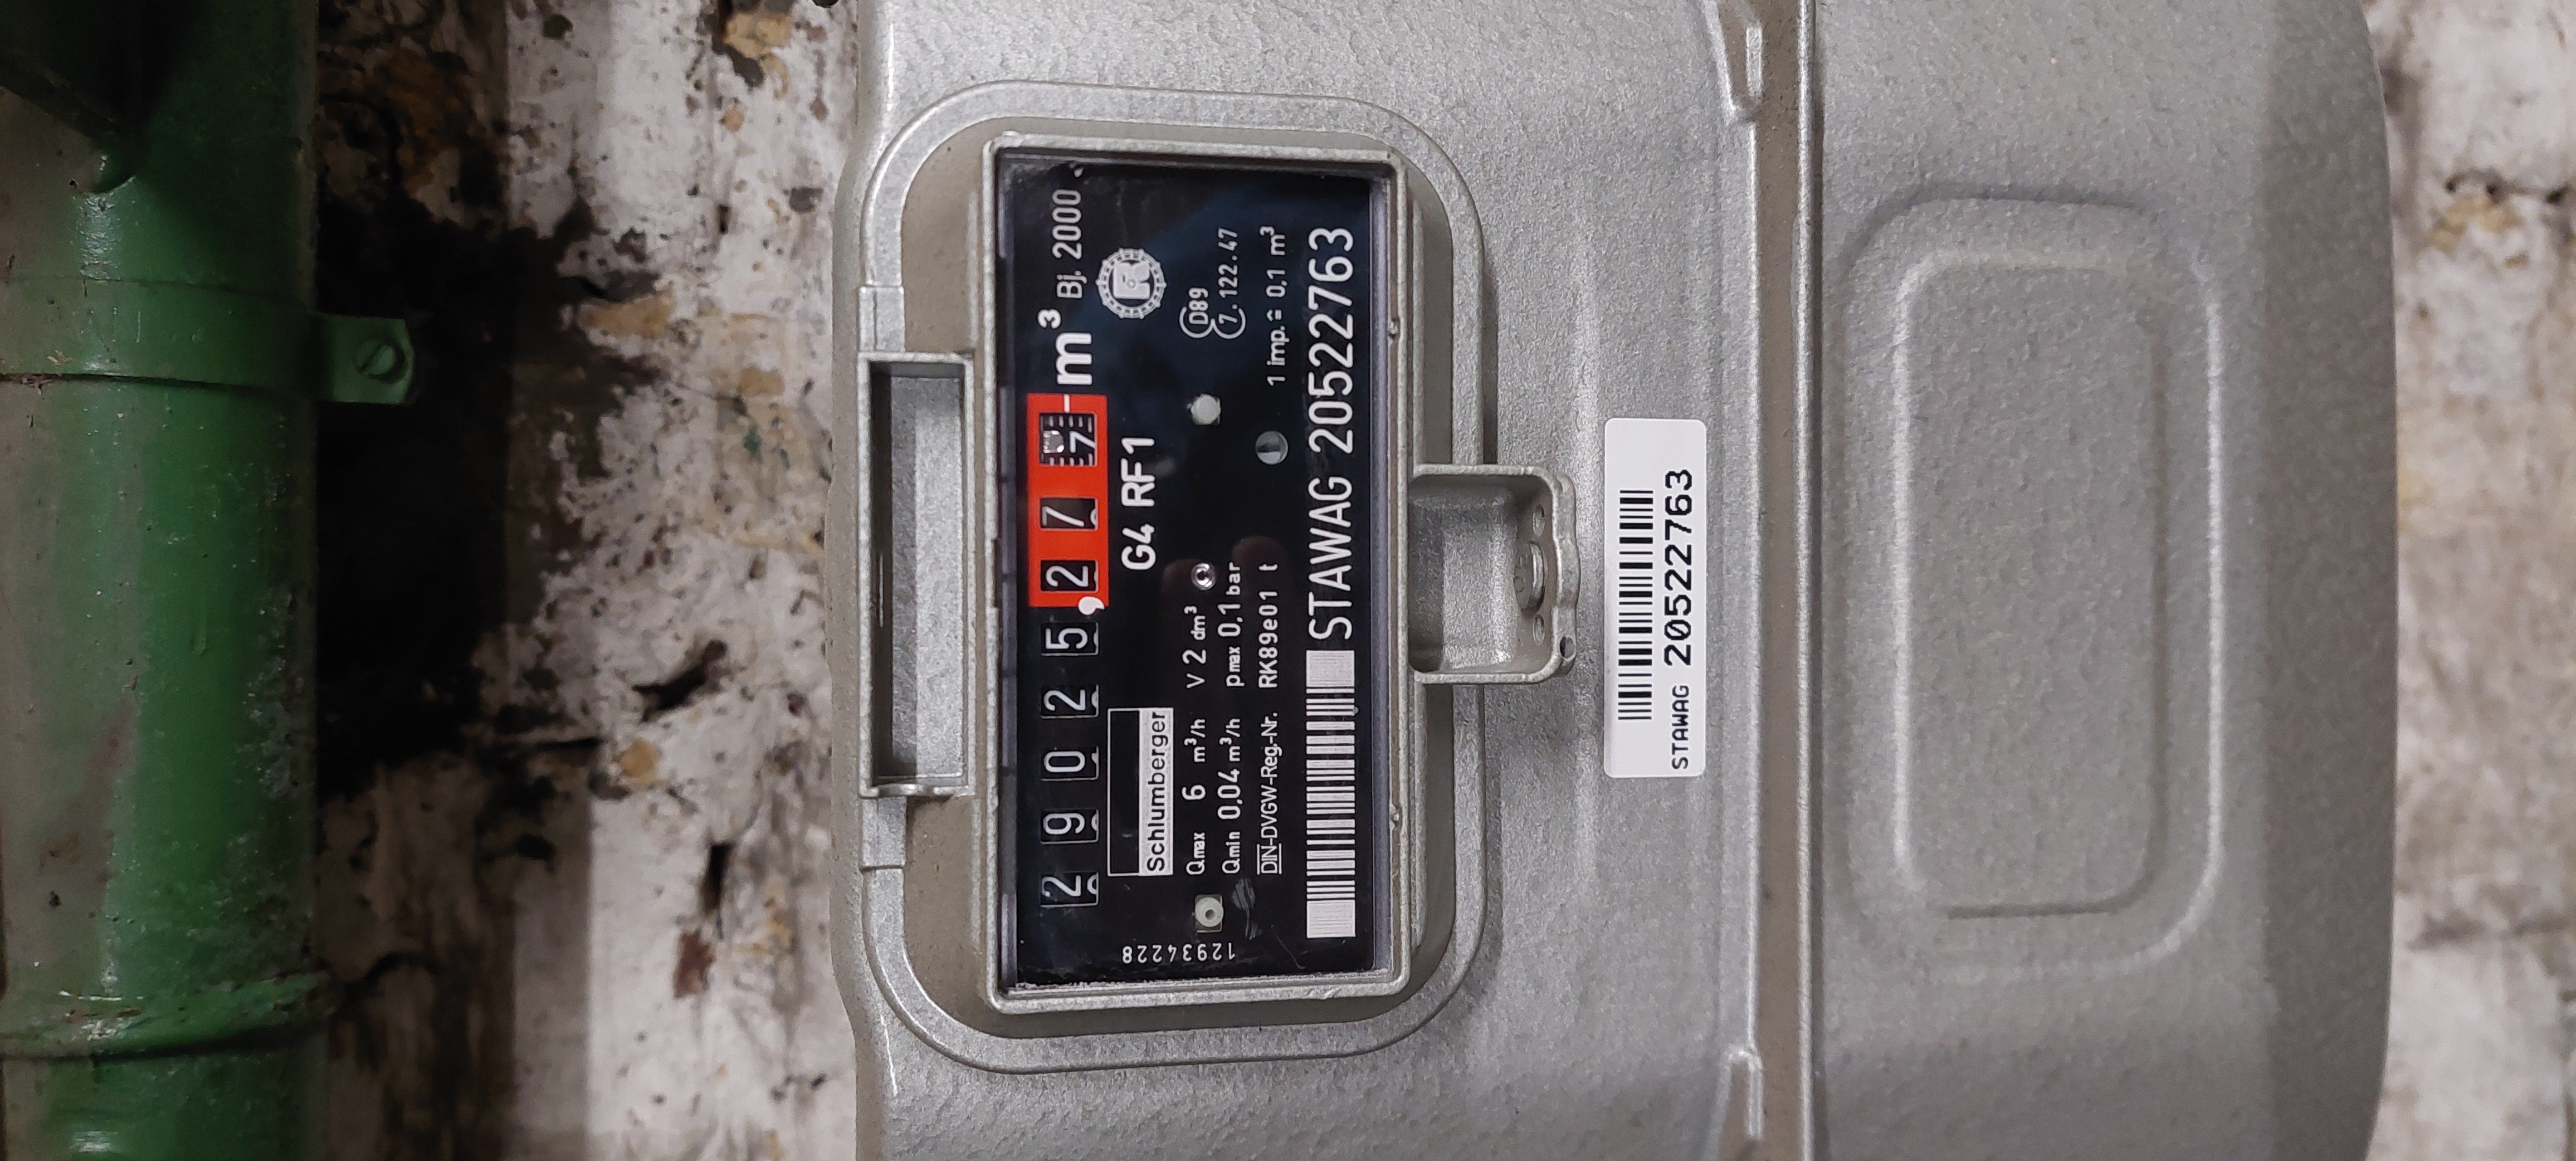 29025,277 m³ Bj. 2000
Schlumberger
G4 RF1
R
12934228
Qmax 6 m³/h V 2 dm³
Qmin 0,04 m³/h pmax 0,1 bar
D89
7.122.47
DIN-DVGW-Reg.-Nr. RK89e01 t
1 imp. ≙ 0,1 m³
STAWAG 20522763
STAWAG 20522763